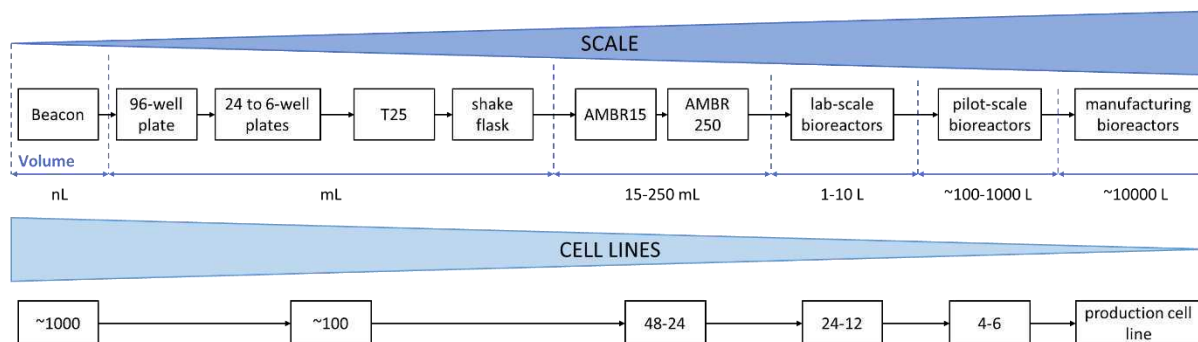 SCALE
Beacon
96-well
plate
24 to 6-well
plates
T25
shake
flask
AMBR15
AMBR
250
lab-scale
bioreactors
pilot-scale
bioreactors
manufacturing
bioreactors
Volume
nL
mL
15-250 mL
1-10 L
~100-1000 L
~10000 L
CELL LINES
~1000
~100
48-24
24-12
4-6
production cell
line